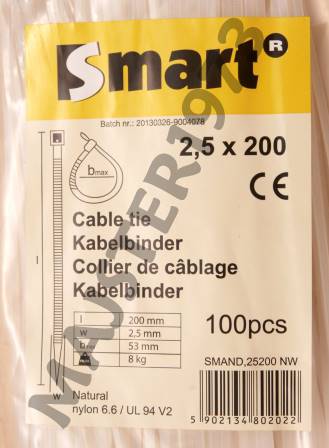 Smart®
Batch nr.: 20130326-9004078
2,5 x 200
bmax
CE
l
w
Cable tie
Kabelbinder
Collier de câblage
Kabelbinder
l 200 mm
w 2,5 mm
bmax 53 mm
8 kg
100pcs
SMAND,25200 NW
Natural
nylon 6.6 / UL 94 V2
5 902134 802022
MASTER1973